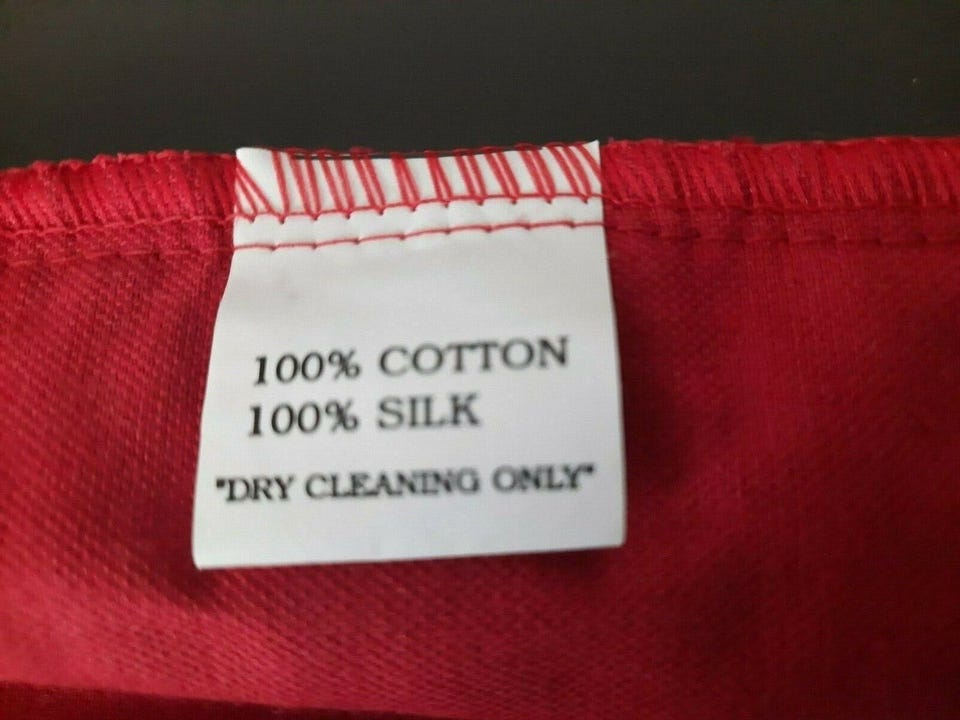 100% COTTON
100% SILK
"DRY CLEANING ONLY"